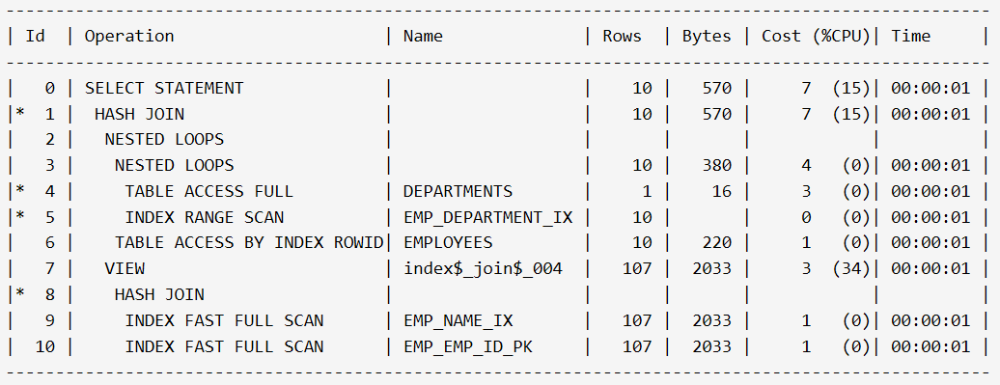 ---------------------------------------------------------------------------------------------------
| Id  | Operation                     | Name              | Rows  | Bytes | Cost (%CPU)| Time     |
---------------------------------------------------------------------------------------------------
|   0 | SELECT STATEMENT              |                   |    10 |   570 |     7  (15)| 00:00:01 |
|*  1 |  HASH JOIN                    |                   |    10 |   570 |     7  (15)| 00:00:01 |
|   2 |   NESTED LOOPS                |                   |       |       |            |          |
|   3 |    NESTED LOOPS               |                   |    10 |   380 |     4   (0)| 00:00:01 |
|*  4 |     TABLE ACCESS FULL         | DEPARTMENTS       |     1 |    16 |     3   (0)| 00:00:01 |
|*  5 |     INDEX RANGE SCAN          | EMP_DEPARTMENT_IX |    10 |       |     0   (0)| 00:00:01 |
|   6 |    TABLE ACCESS BY INDEX ROWID| EMPLOYEES         |    10 |   220 |     1   (0)| 00:00:01 |
|   7 |   VIEW                        | index$_join$_004  |   107 |  2033 |     3  (34)| 00:00:01 |
|*  8 |    HASH JOIN                  |                   |       |       |            |          |
|   9 |     INDEX FAST FULL SCAN      | EMP_NAME_IX       |   107 |  2033 |     1   (0)| 00:00:01 |
|  10 |     INDEX FAST FULL SCAN      | EMP_EMP_ID_PK     |   107 |  2033 |     1   (0)| 00:00:01 |
---------------------------------------------------------------------------------------------------